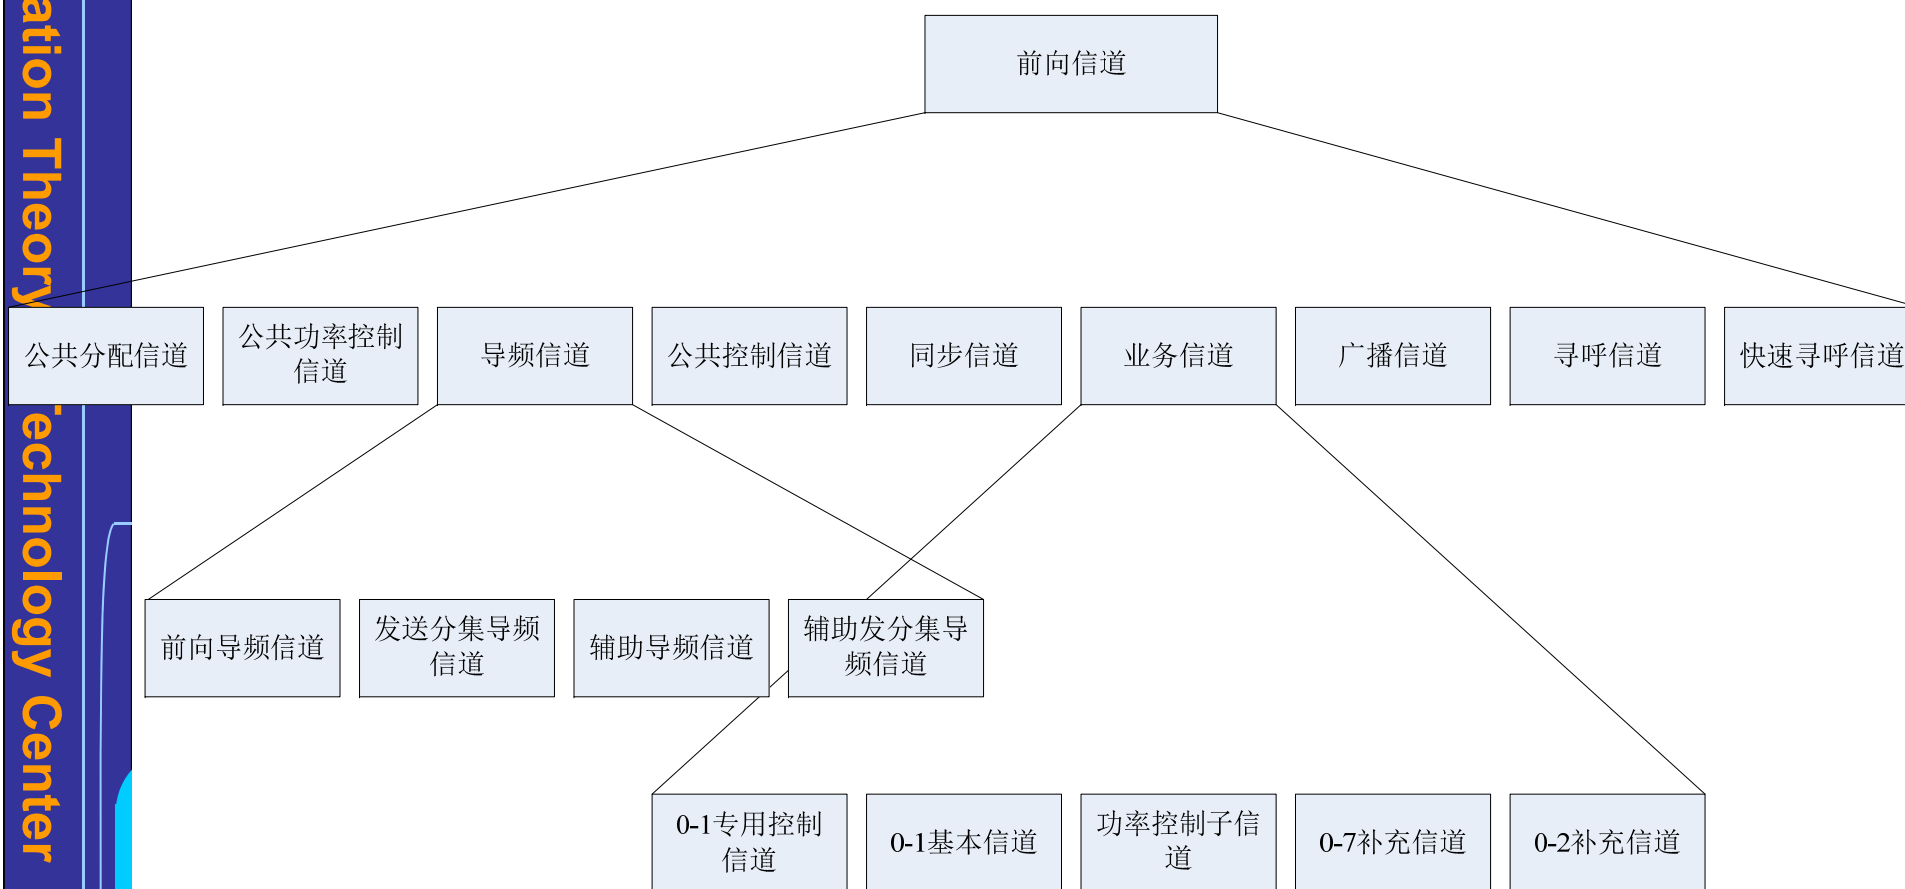 ation Theory Technology Center
前向信道
公共分配信道
公共功率控制
信道
导频信道
公共控制信道
同步信道
业务信道
广播信道
寻呼信道
快速寻呼信道
前向导频信道
发送分集导频
信道
辅助导频信道
辅助发分集导
频信道
0-1专用控制
信道
0-1基本信道
功率控制子信
道
0-7补充信道
0-2补充信道